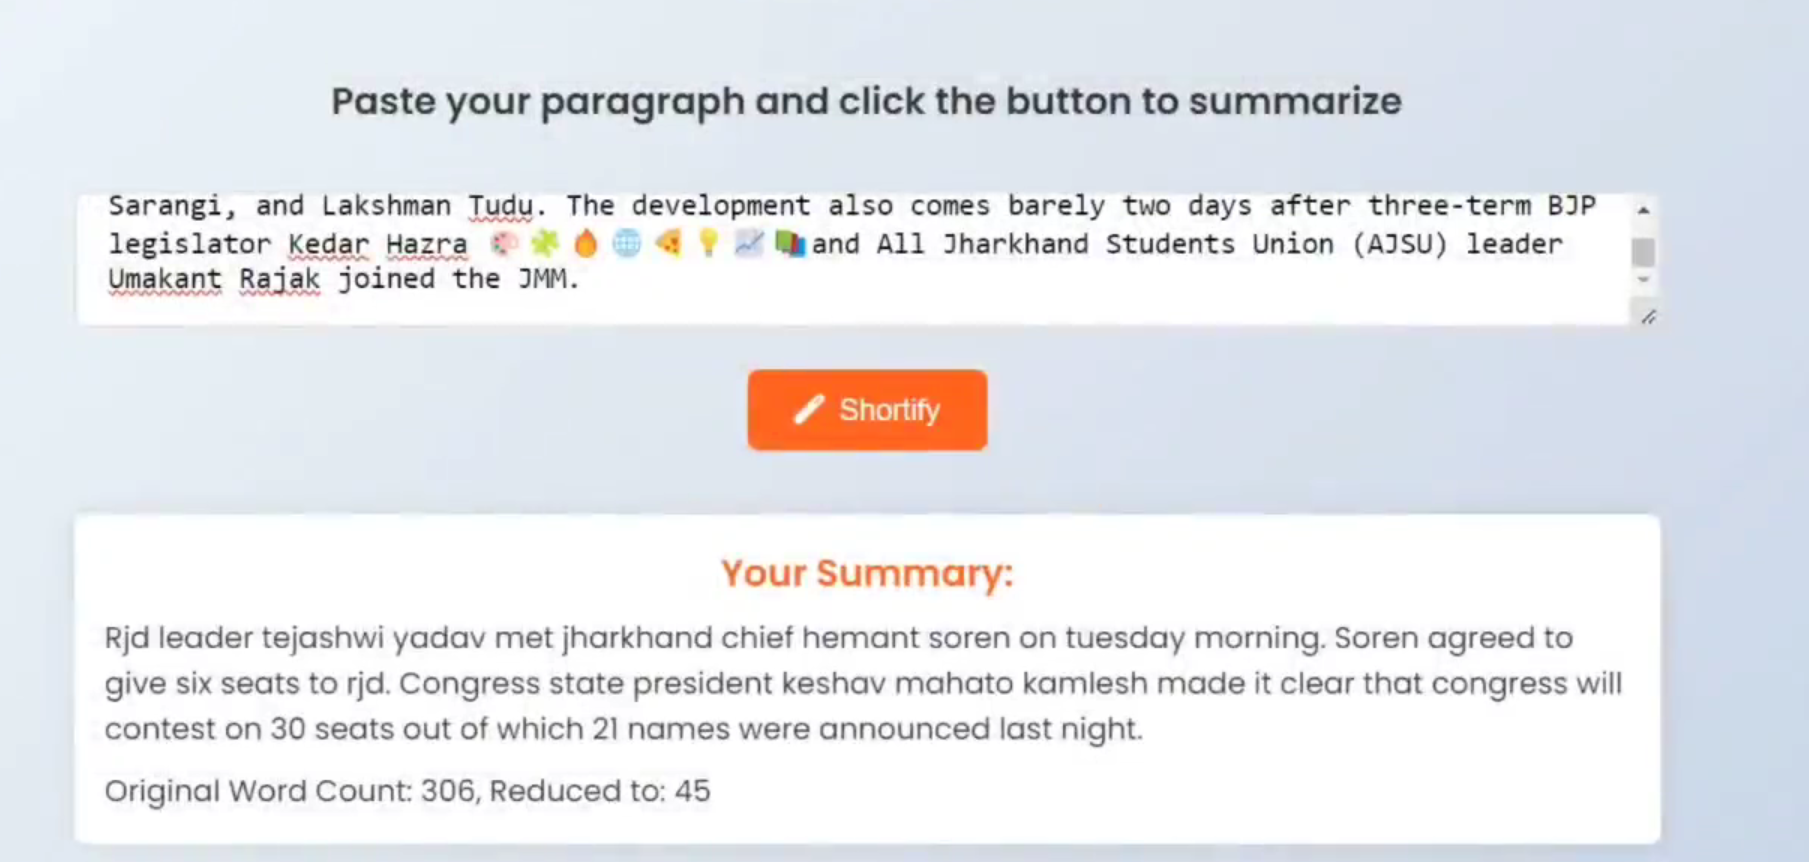 Paste your paragraph and click the button to summarize
Sarangi, and Lakshman Tudu. The development also comes barely two days after three-term BJP
legislator Kedar Hazra 🎨 🧩 🔥 🌐 🍕 💡 📈 📚and All Jharkhand Students Union (AJSU) leader
Umakant Rajak joined the JMM.
Shortify
Your Summary:
Rjd leader tejashwi yadav met jharkhand chief hemant soren on tuesday morning. Soren agreed to
give six seats to rjd. Congress state president keshav mahato kamlesh made it clear that congress will
contest on 30 seats out of which 21 names were announced last night.
Original Word Count: 306, Reduced to: 45